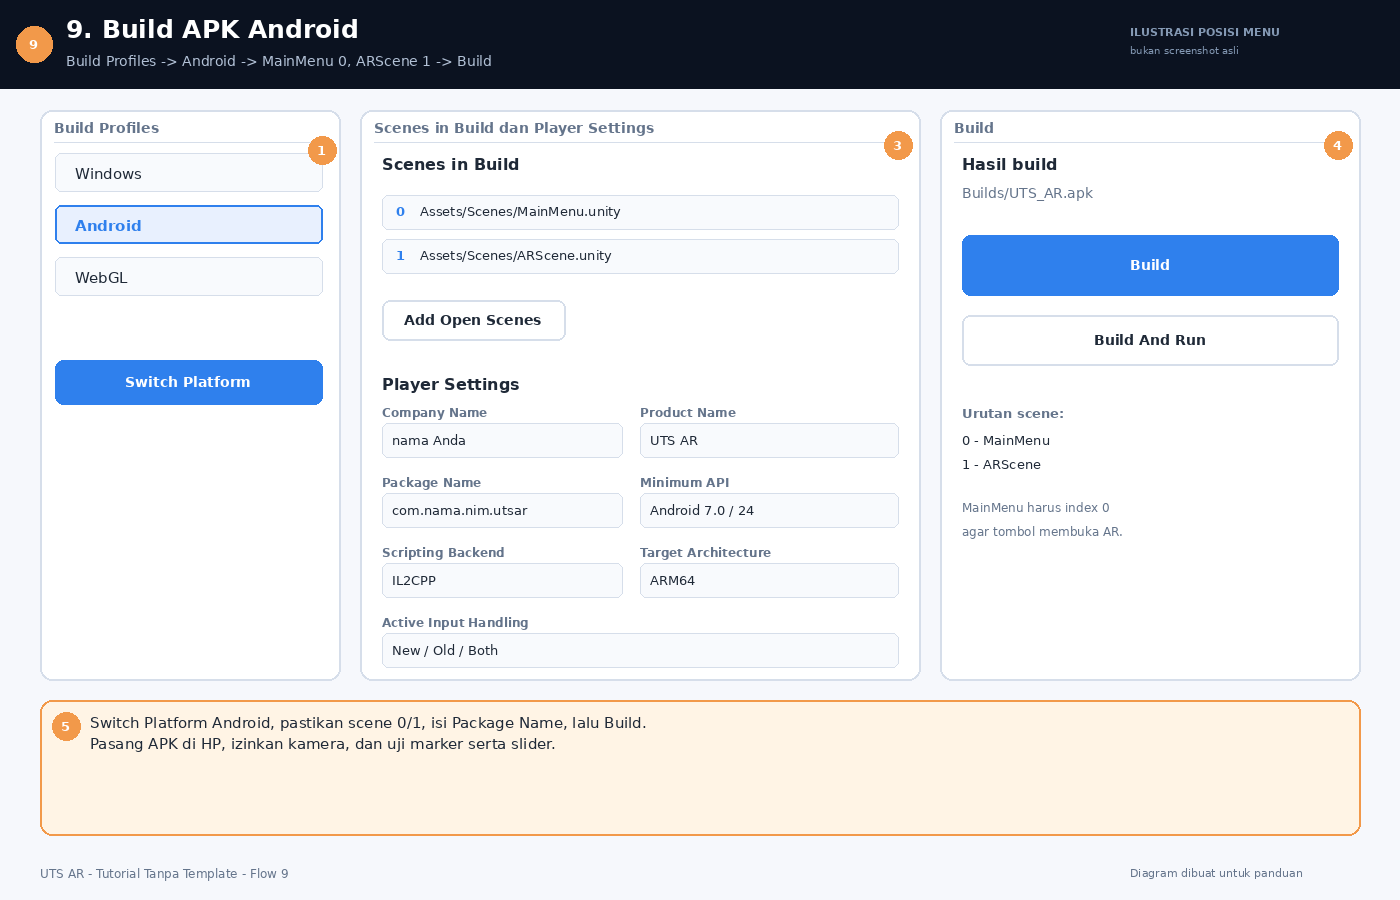 9
9. Build APK Android
Build Profiles -> Android -> MainMenu 0, ARScene 1 -> Build
ILUSTRASI POSISI MENU
bukan screenshot asli
Build Profiles
1
Windows
Android
WebGL
Switch Platform
Scenes in Build dan Player Settings
3
Scenes in Build
0 Assets/Scenes/MainMenu.unity
1 Assets/Scenes/ARScene.unity
Add Open Scenes
Player Settings
Company Name
nama Anda
Product Name
UTS AR
Package Name
com.nama.nim.utsar
Minimum API
Android 7.0 / 24
Scripting Backend
IL2CPP
Target Architecture
ARM64
Active Input Handling
New / Old / Both
Build
4
Hasil build
Builds/UTS_AR.apk
Build
Build And Run
Urutan scene:
0 - MainMenu
1 - ARScene
MainMenu harus index 0
agar tombol membuka AR.
5
Switch Platform Android, pastikan scene 0/1, isi Package Name, lalu Build.
Pasang APK di HP, izinkan kamera, dan uji marker serta slider.
UTS AR - Tutorial Tanpa Template - Flow 9
Diagram dibuat untuk panduan